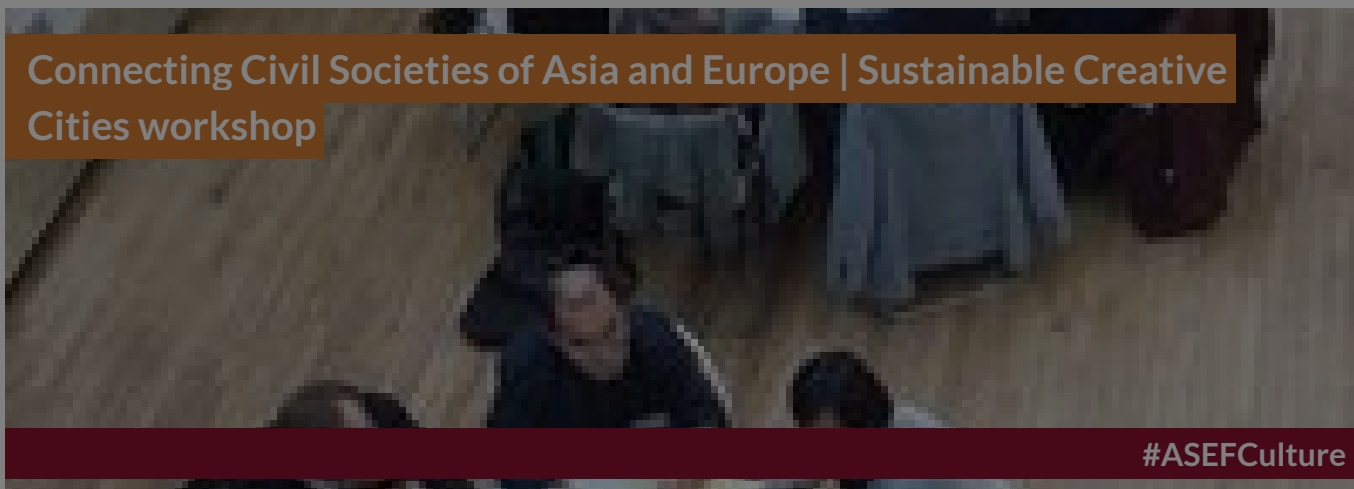 Connecting Civil Societies of Asia and Europe | Sustainable Creative
Cities workshop
#ASEFCulture